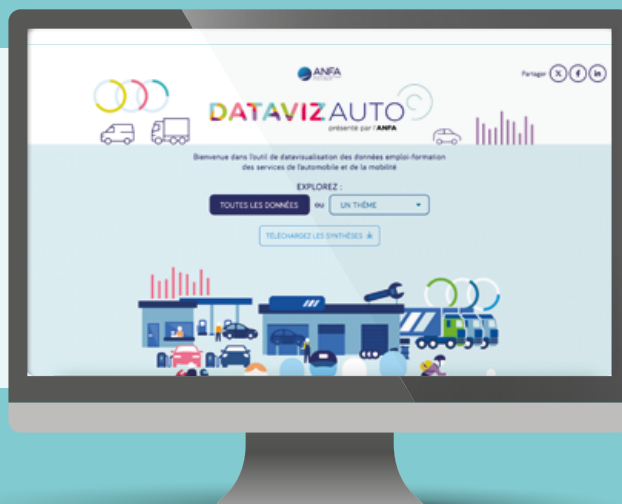 ANFA
Partager
DATAVIZAUTO
présenté par l'ANFA
Bienvenue dans l'outil de datavisualisation des données emploi-formation
des services de l'automobile et de la mobilité
EXPLOREZ :
TOUTES LES DONNÉES ou UN THÈME
TÉLÉCHARGEZ LES SYNTHÈSES